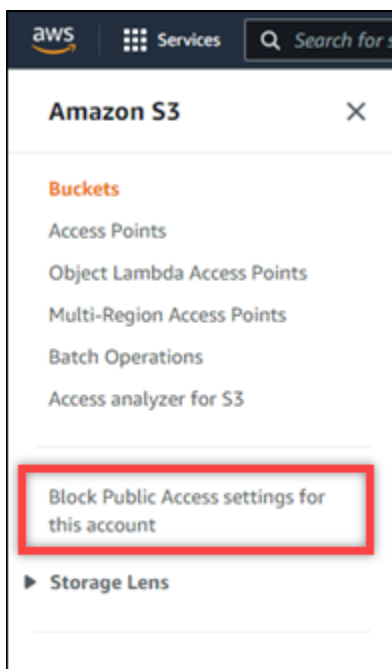 aws
Services
Search for s
Amazon S3
Buckets
Access Points
Object Lambda Access Points
Multi-Region Access Points
Batch Operations
Access analyzer for S3
Block Public Access settings for
this account
Storage Lens